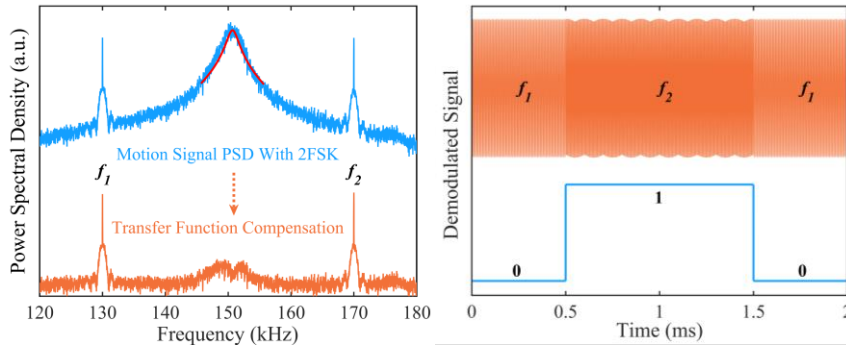 Power Spectral Density (a.u.)
Motion Signal PSD With 2FSK
f1
f2
Transfer Function Compensation
120 130 140 150 160 170 180
Frequency (kHz)
Demodulated Signal
f1
f2
f1
1
0
0
0 0.5 1 1.5 2
Time (ms)